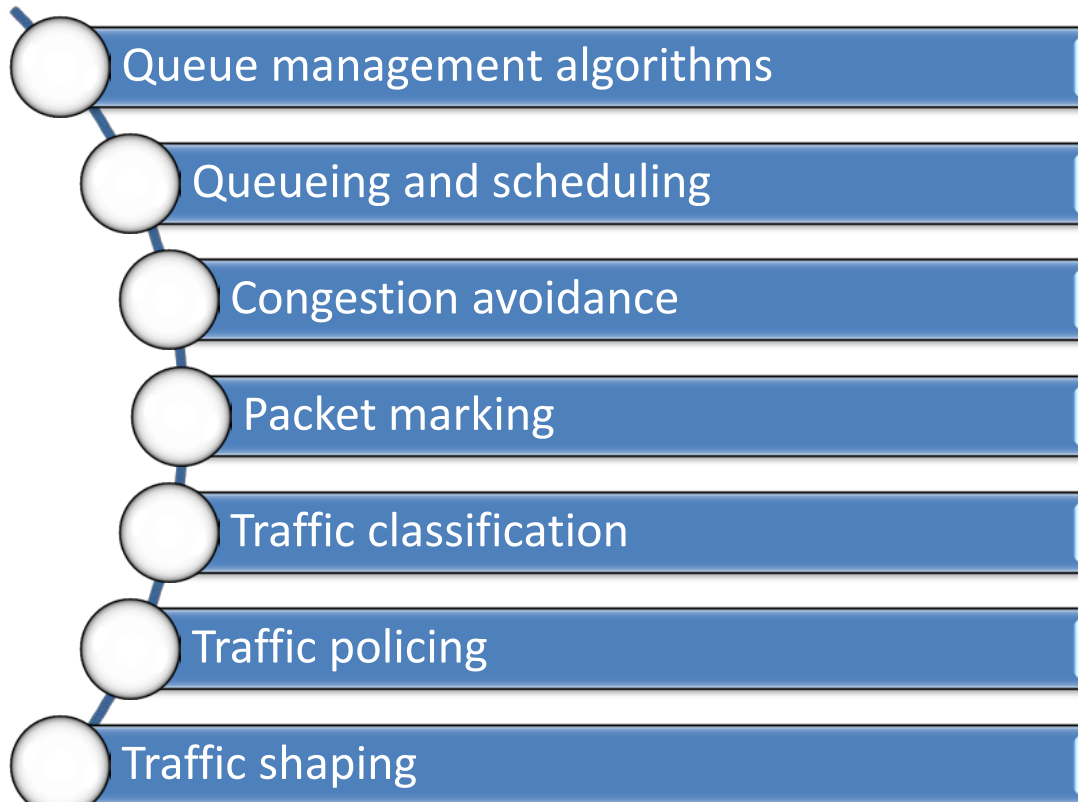 Queue management algorithms
Queueing and scheduling
Congestion avoidance
Packet marking
Traffic classification
Traffic policing
Traffic shaping